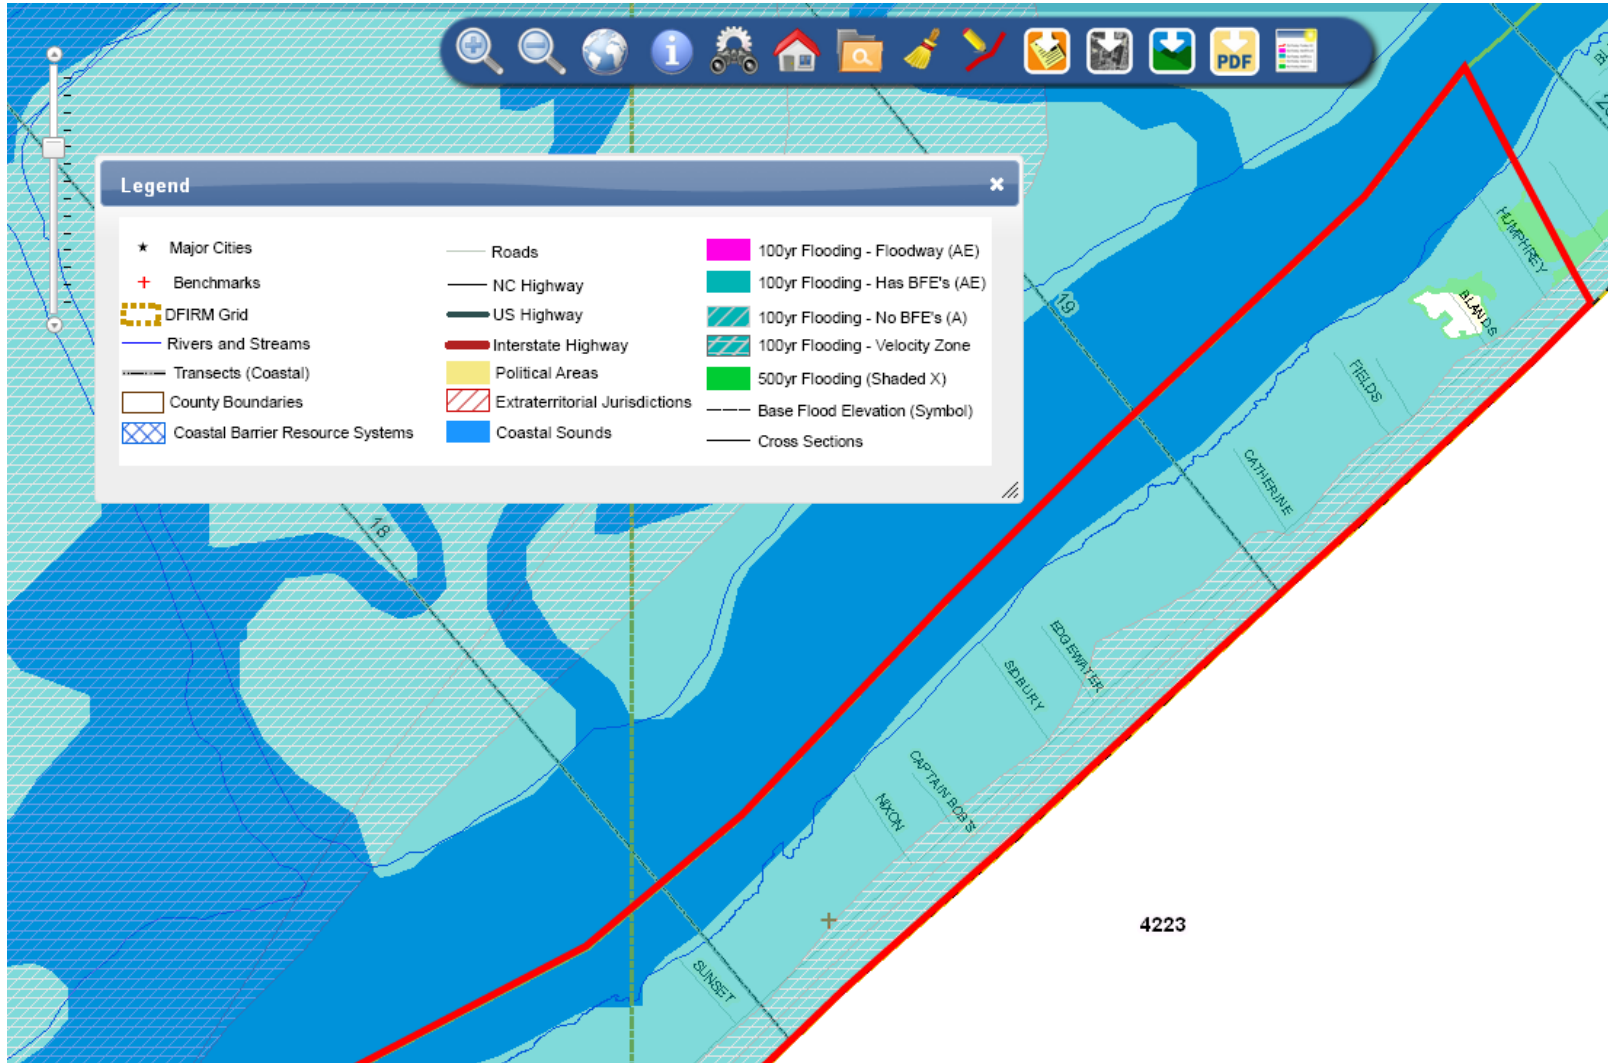 PDF
Legend
Major Cities
Benchmarks
DFIRM Grid
Rivers and Streams
Transects (Coastal)
County Boundaries
Coastal Barrier Resource Systems
Roads
NC Highway
US Highway
Interstate Highway
Political Areas
Extraterritorial Jurisdictions
Coastal Sounds
100yr Flooding - Floodway (AE)
100yr Flooding - Has BFE's (AE)
100yr Flooding - No BFE's (A)
100yr Flooding - Velocity Zone
500yr Flooding (Shaded X)
Base Flood Elevation (Symbol)
Cross Sections
HUMPHREY
BLANDS
19
FIELDS
CATHERINE
18
EDGEWATER
SIDBURY
CAPTAIN BOB'S
NIXON
4223
SUNSET